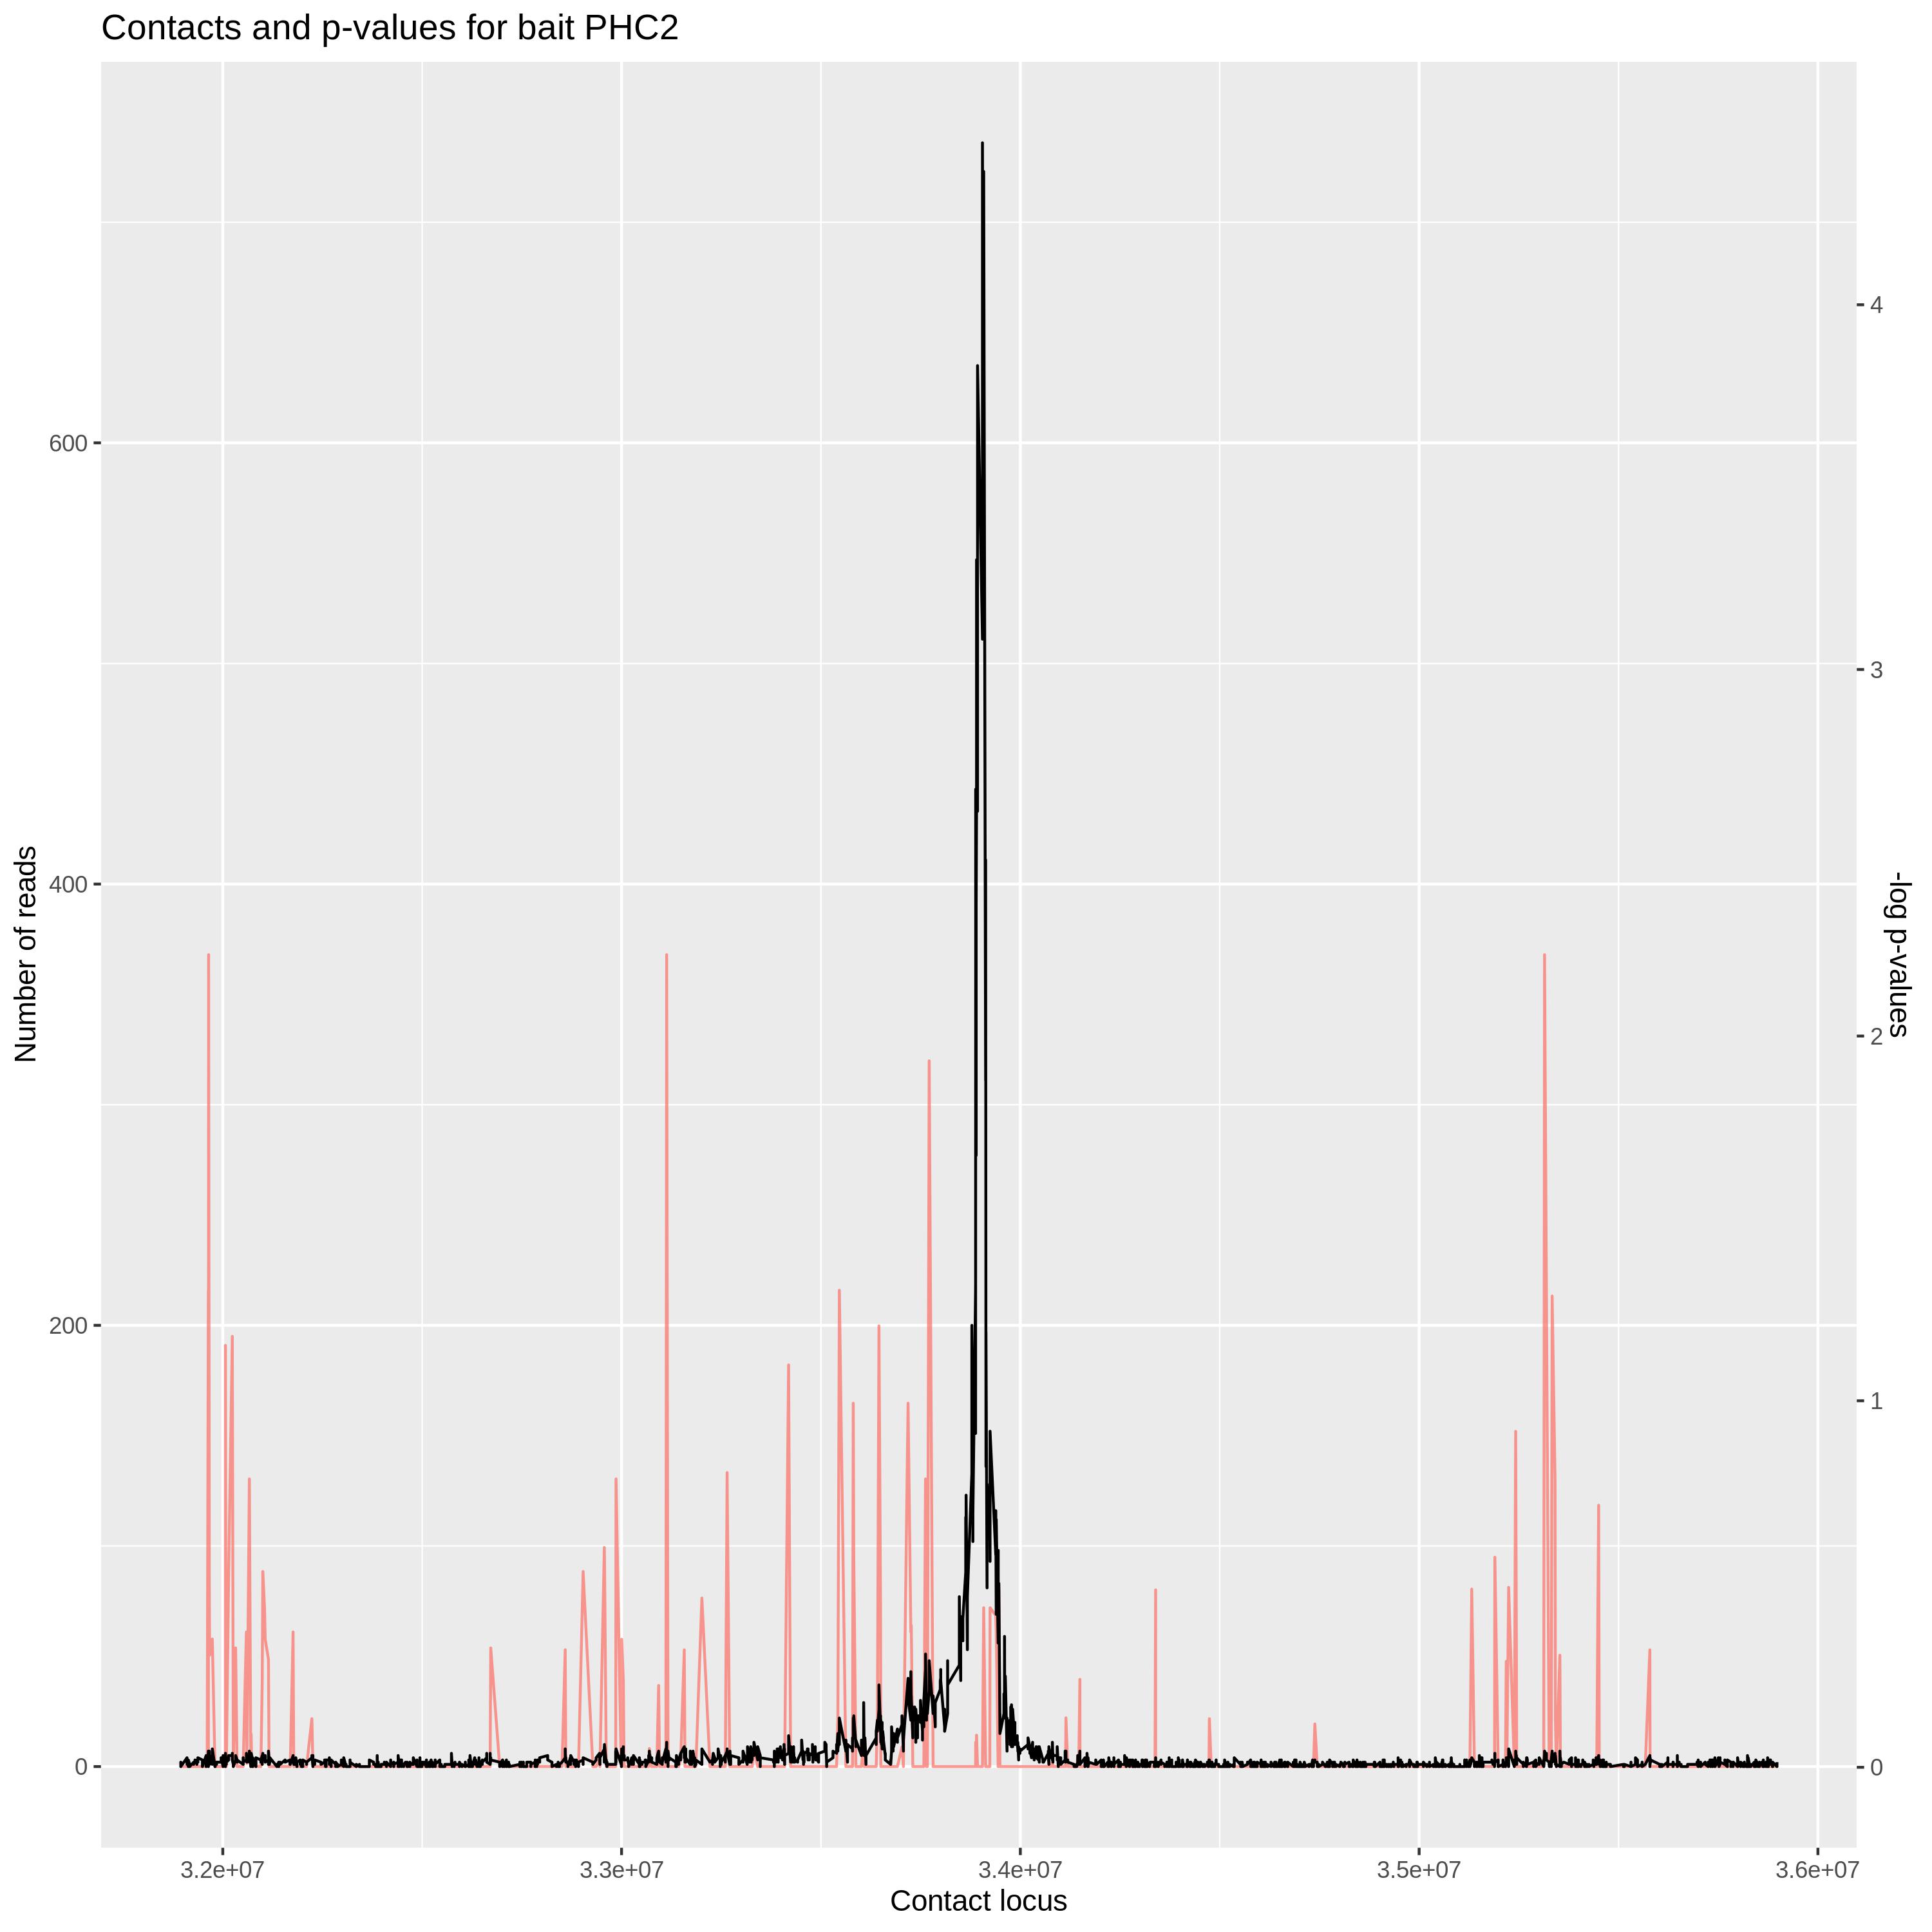 Contacts and p-values for bait PHC2
Number of reads
600
400
200
0
4
3
2
1
0
-log p-values
3.2e+07
3.3e+07
3.4e+07
3.5e+07
3.6e+07
Contact locus